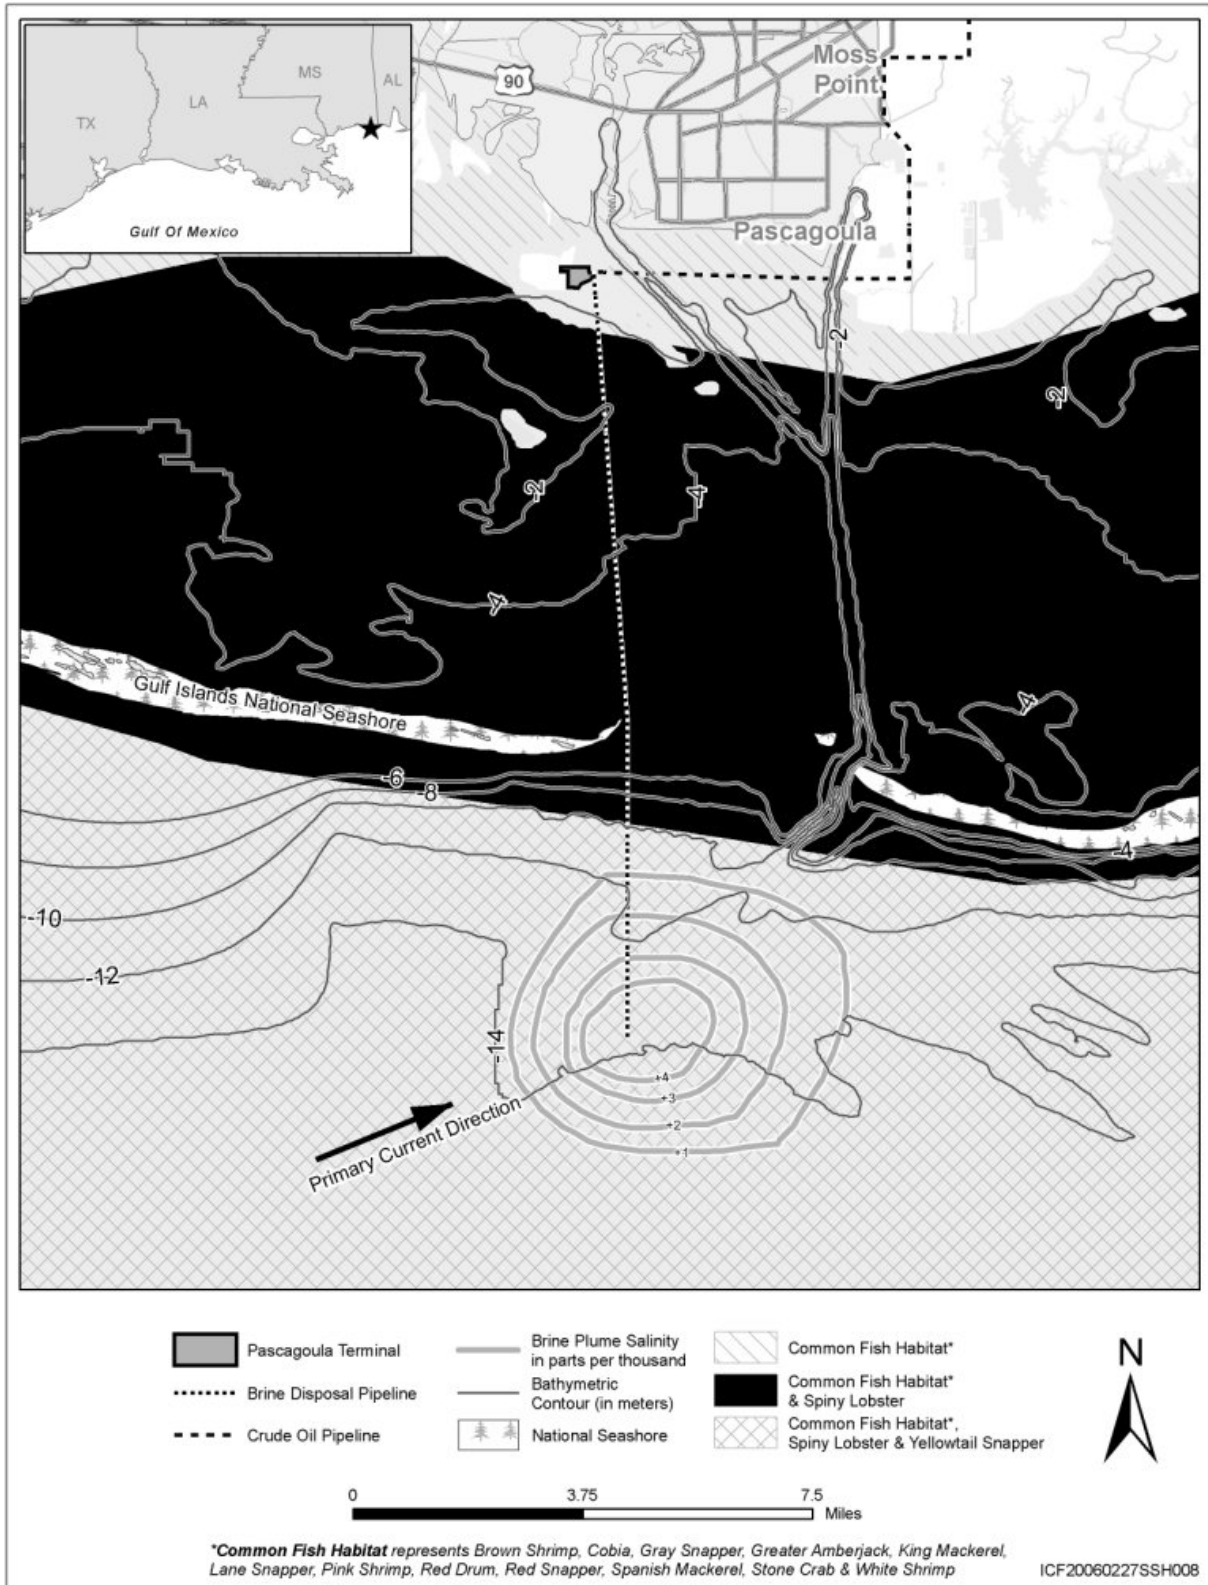 TX
LA
MS
AL
Gulf Of Mexico
90
Moss
Point
Pascagoula
-2
-2
-2
-4
-4
Gulf Islands National Seashore
-4
-6
-8
-4
-10
-12
-14
+4
+3
+2
+1
Primary Current Direction
Pascagoula Terminal
Brine Disposal Pipeline
Crude Oil Pipeline
Brine Plume Salinity
in parts per thousand
Bathymetric
Contour (in meters)
National Seashore
Common Fish Habitat*
Common Fish Habitat*
& Spiny Lobster
Common Fish Habitat*,
Spiny Lobster & Yellowtail Snapper
N
0 3.75 7.5
Miles
*Common Fish Habitat represents Brown Shrimp, Cobia, Gray Snapper, Greater Amberjack, King Mackerel,
Lane Snapper, Pink Shrimp, Red Drum, Red Snapper, Spanish Mackerel, Stone Crab & White Shrimp
ICF20060227SSH008